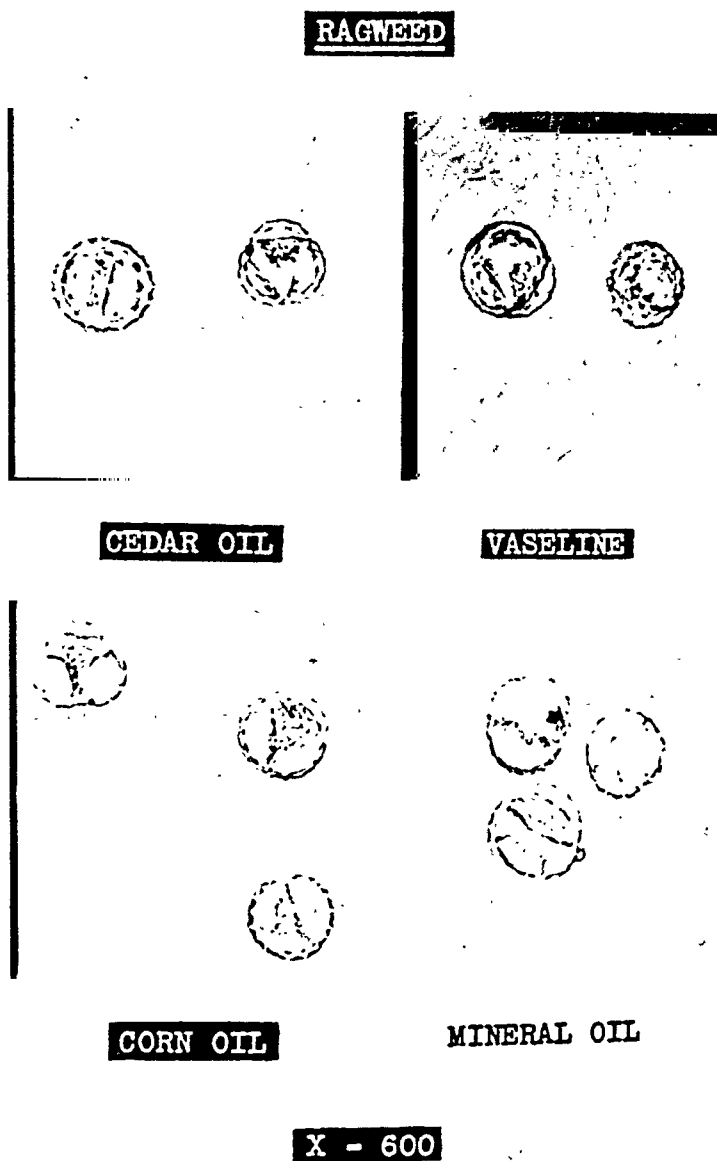 RAGWEED
CEDAR OIL
VASELINE
CORN OIL
MINERAL OIL
X - 600